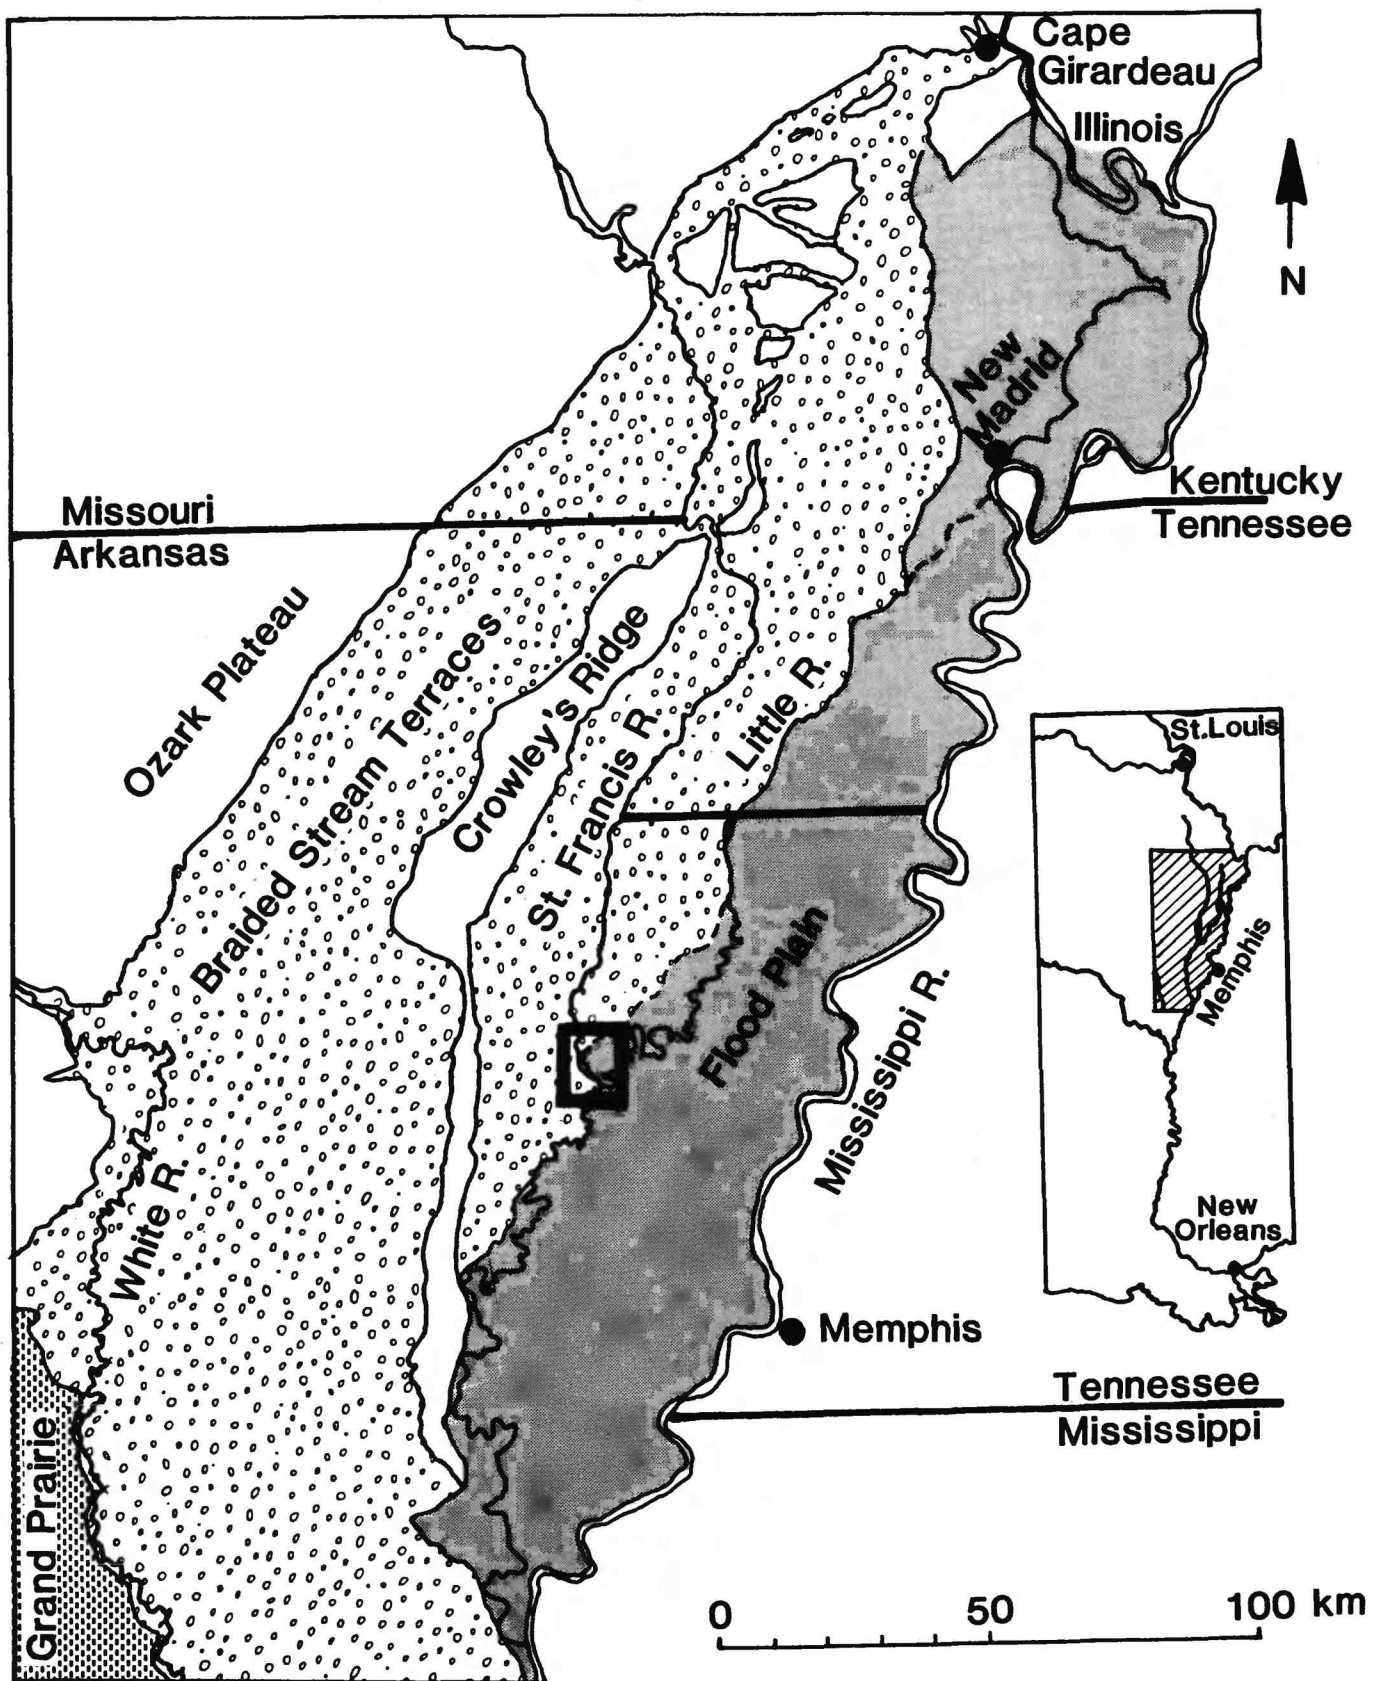 Cape
Girardeau
Illinois
N
New
Madrid
Missouri
Arkansas
Kentucky
Tennessee
Ozark Plateau
Braided Stream Terraces
Crowley's Ridge
St. Francis R.
Little R.
St.Louis
Memphis
New
Orleans
Flood Plain
Mississippi R.
White R.
Memphis
Tennessee
Mississippi
Grand Prairie
0 50 100 km